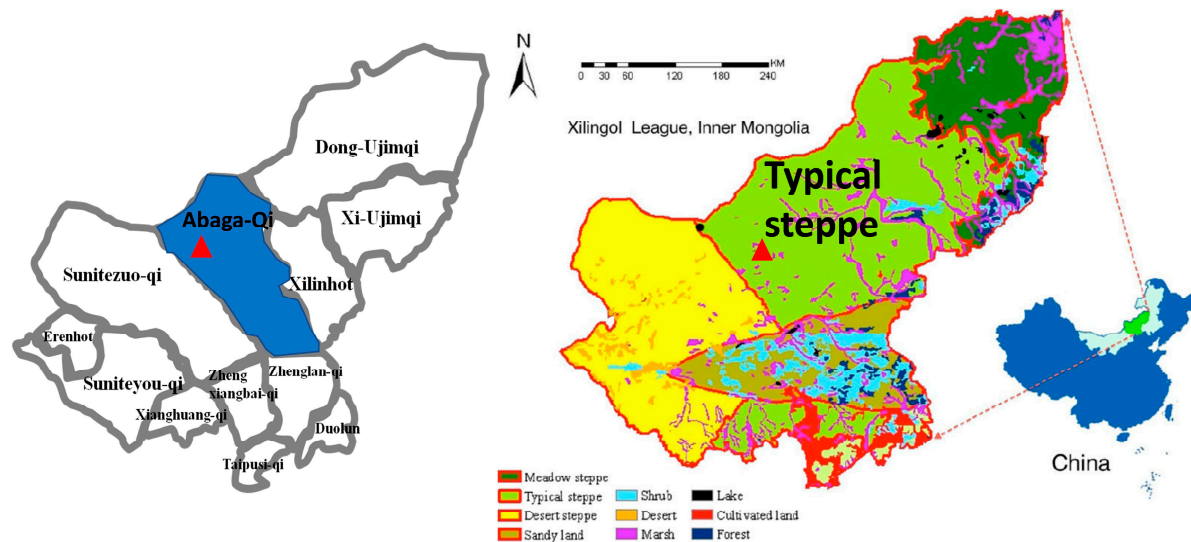 N
Dong-Ujimqi
Abaga-Qi
Xi-Ujimqi
Sunitezuo-qi
Xilinhot
Erenhot
Suniteyou-qi
Zheng
xiangbai-qi
Zhenglan-qi
Xianghuang-qi
Duolun
Taipusi-qi
KM
0 15 30 60 120 180 240
Xilingol League, Inner Mongolia
Typical
steppe
China
Meadow steppe
Typical steppe
Shrub
Lake
Desert steppe
Desert
Cultivated land
Sandy land
Marsh
Forest